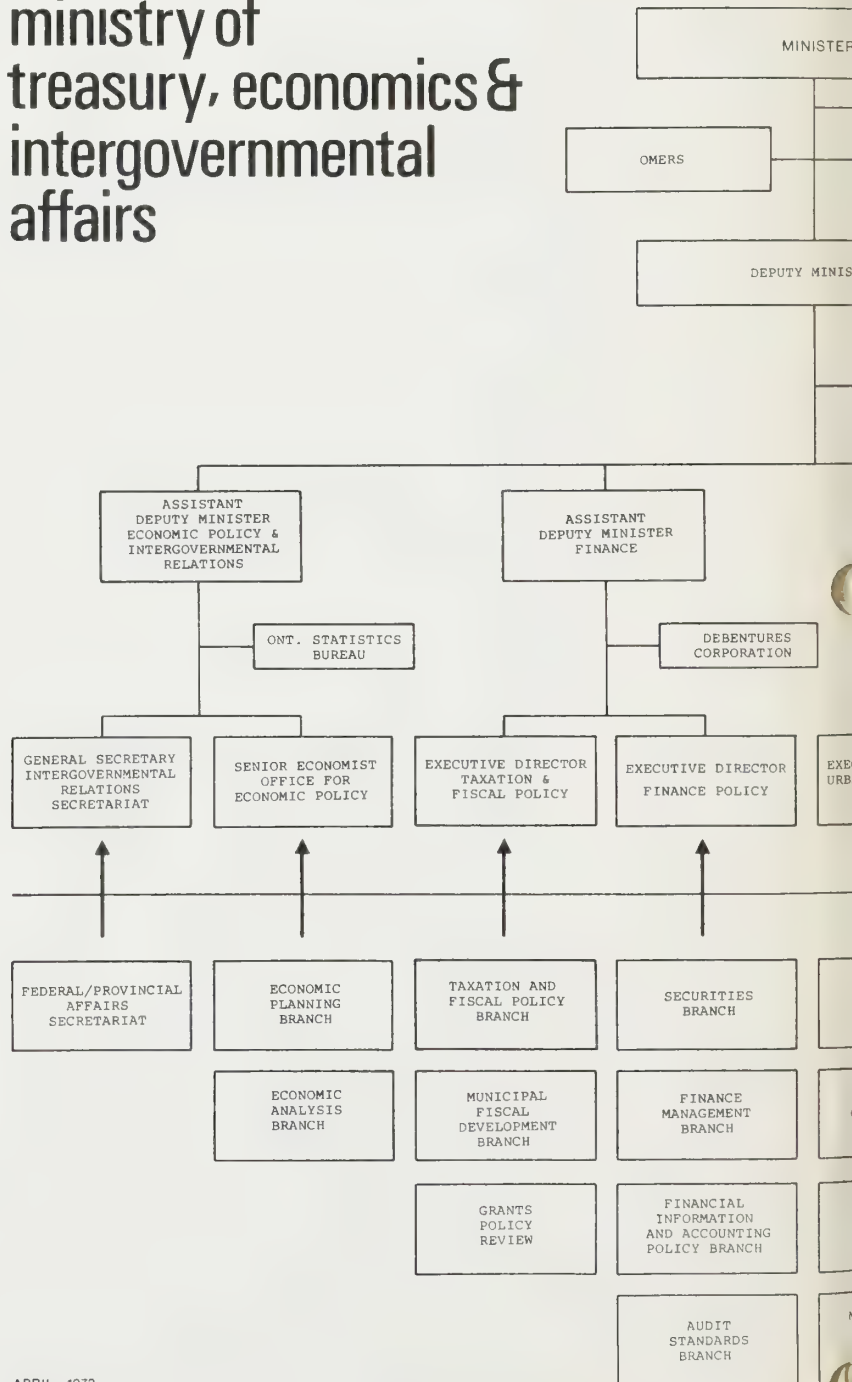 ministry of
treasury, economics &
intergovernmental
affairs
MINISTER
OMERS
DEPUTY MINIS
ASSISTANT
DEPUTY MINISTER
ECONOMIC POLICY &
INTERGOVERNMENTAL
RELATIONS
ASSISTANT
DEPUTY MINISTER
FINANCE
ONT. STATISTICS
BUREAU
DEBENTURES
CORPORATION
GENERAL SECRETARY
INTERGOVERNMENTAL
RELATIONS
SECRETARIAT
SENIOR ECONOMIST
OFFICE FOR
ECONOMIC POLICY
EXECUTIVE DIRECTOR
TAXATION &
FISCAL POLICY
EXECUTIVE DIRECTOR
FINANCE POLICY
EXE
URB
FEDERAL/PROVINCIAL
AFFAIRS
SECRETARIAT
ECONOMIC
PLANNING
BRANCH
TAXATION AND
FISCAL POLICY
BRANCH
SECURITIES
BRANCH
ECONOMIC
ANALYSIS
BRANCH
MUNICIPAL
FISCAL
DEVELOPMENT
BRANCH
FINANCE
MANAGEMENT
BRANCH
GRANTS
POLICY
REVIEW
FINANCIAL
INFORMATION
AND ACCOUNTING
POLICY BRANCH
AUDIT
STANDARDS
BRANCH